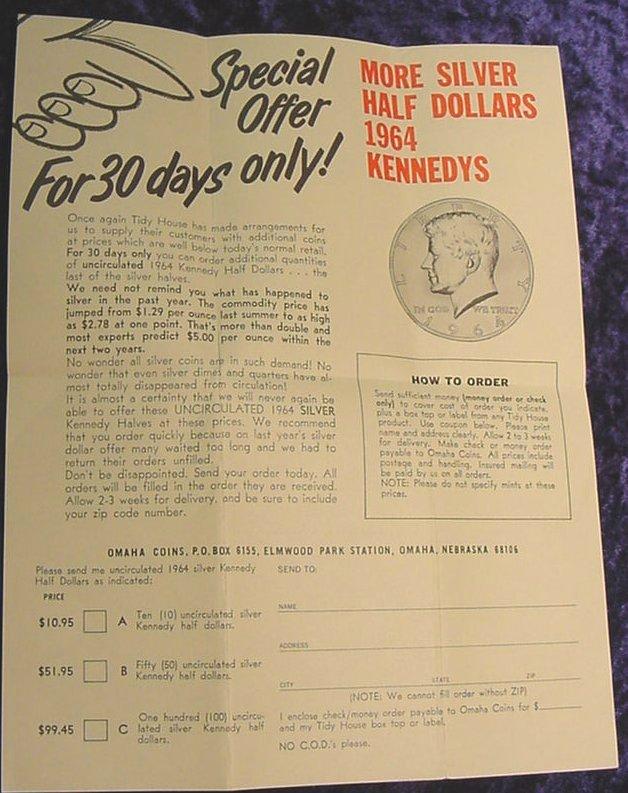 Special
Offer
For 30 days only!
MORE SILVER
HALF DOLLARS
1964
KENNEDYS
Once again Tidy House has made arrangements for
us to supply their customers with additional coins
at prices which are well below today's normal retail.
For 30 days only you can order additional quantities
of uncirculated 1964 Kennedy Half Dollars . . . the
last of the silver halves.
We need not remind you what has happened to
silver in the past year. The commodity price has
jumped from $1.29 per ounce last summer to as high
as $2.78 at one point. That's more than double and
most experts predict $5.00 per ounce within the
next two years.
No wonder all silver coins are in such demand! No
wonder that even silver dimes and quarters have al-
most totally disappeared from circulation!
It is almost a certainty that we will never again be
able to offer these UNCIRCULATED 1964 SILVER
Kennedy Halves at these prices. We recommend
that you order quickly because on last year's silver
dollar offer many waited too long and we had to
return their orders unfilled.
Don't be disappointed. Send your order today. All
orders will be filled in the order they are received.
Allow 2-3 weeks for delivery, and be sure to include
your zip code number.
LIBERTY
IN GOD WE TRUST
1964
HOW TO ORDER
Send sufficient money (money order or check
only) to cover cost of order you indicate,
plus a box top or label from any Tidy House
product. Use coupon below. Please print
name and address clearly. Allow 2 to 3 weeks
for delivery. Make check or money order
payable to Omaha Coins. All prices include
postage and handling. Insured mailing will
be paid by us on all orders.
NOTE: Please do not specify mints at these
prices.
OMAHA COINS, P.O. BOX 6155, ELMWOOD PARK STATION, OMAHA, NEBRASKA 68106
Please send me uncirculated 1964 silver Kennedy
Half Dollars as indicated:
PRICE
$10.95 A Ten (10) uncirculated silver
Kennedy half dollars.
$51.95 B Fifty (50) uncirculated silver
Kennedy half dollars.
$99.45 C One hundred (100) uncircu-
lated silver Kennedy half
dollars.
SEND TO:
NAME
ADDRESS
CITY STATE ZIP
(NOTE: We cannot fill order without ZIP)
I enclose check/money order payable to Omaha Coins for $
and my Tidy House box top or label.
NO C.O.D.'s please.